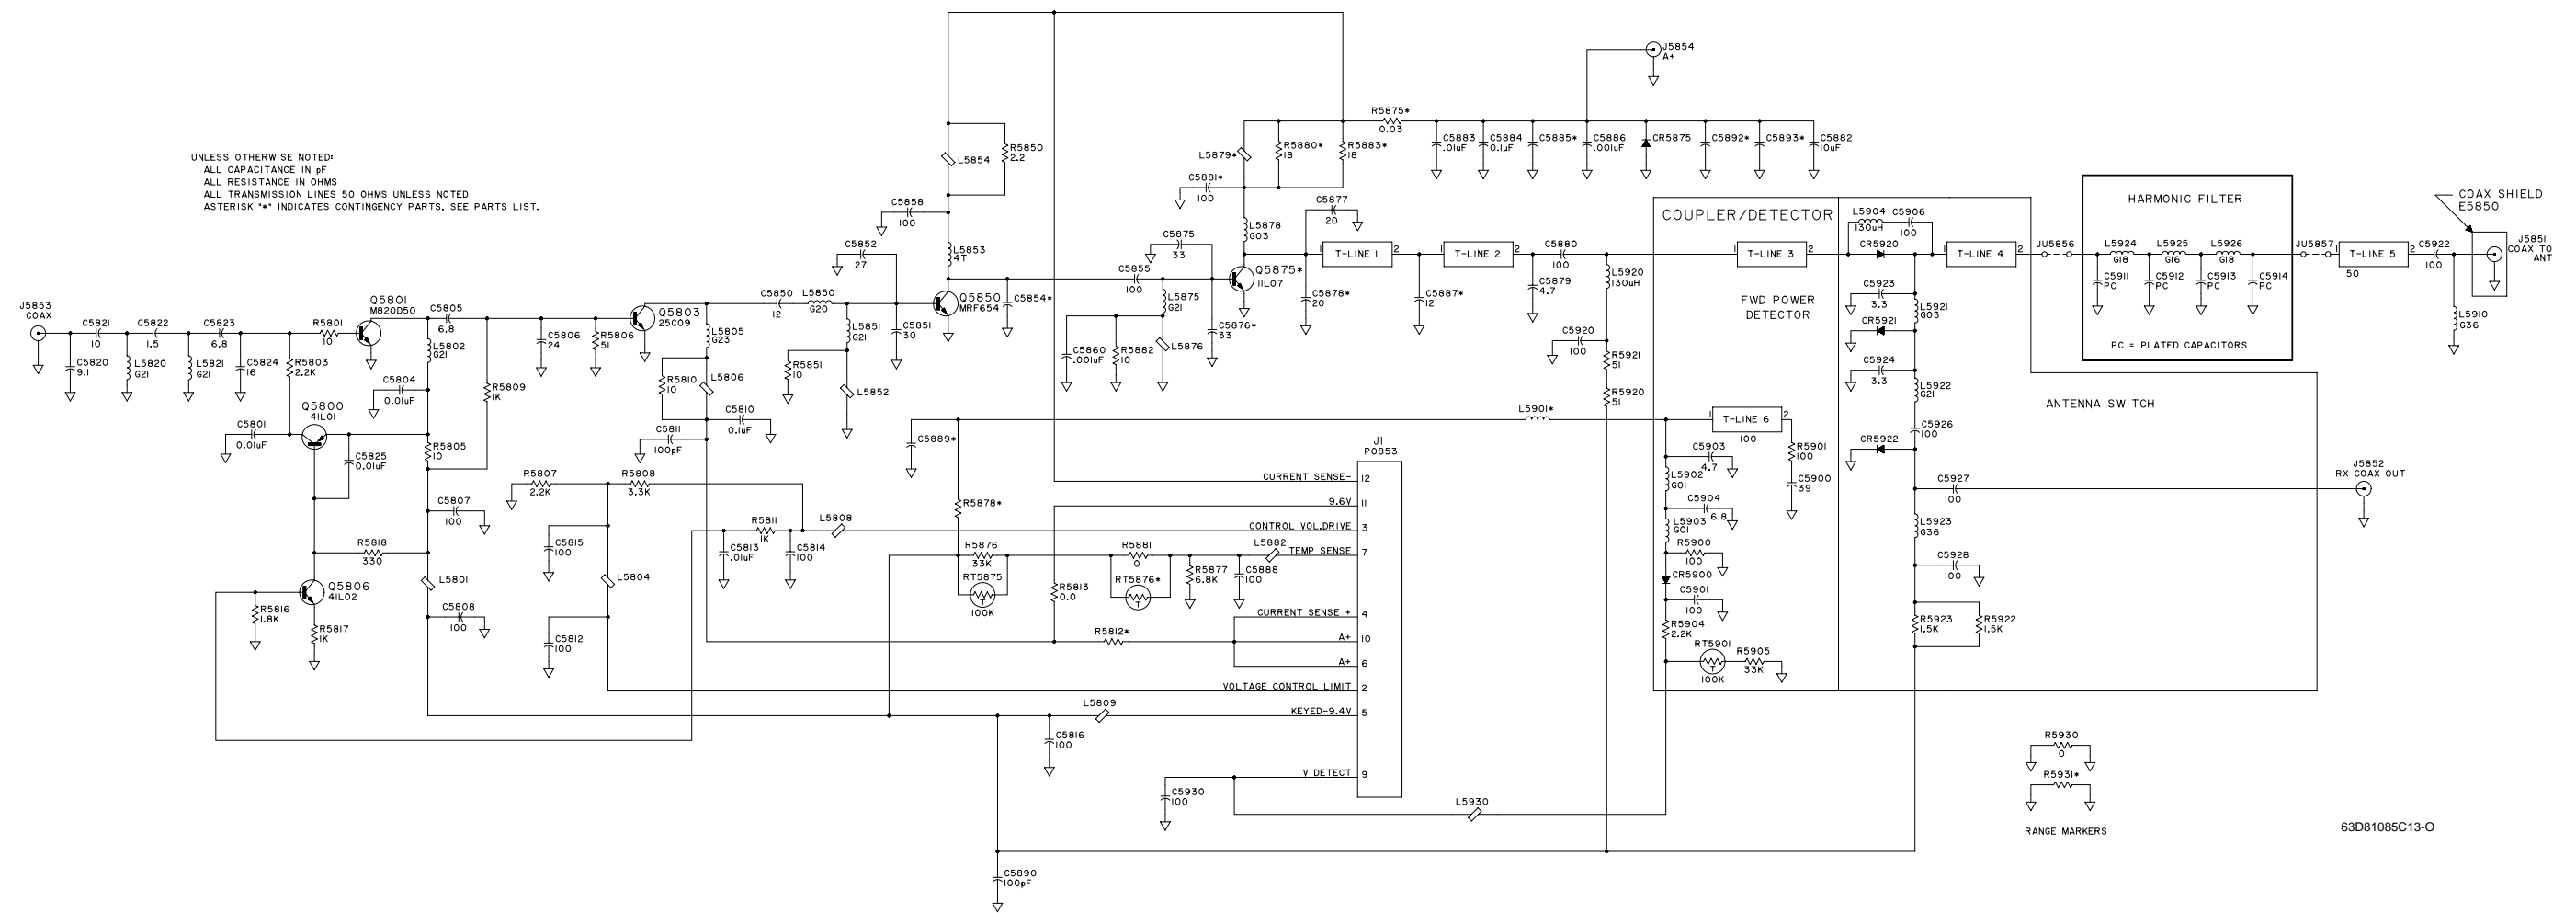 J5854
A+
R5875*
0.03
C5883
.01uF
C5884
0.1uF
C5885*
C5886
.001uF
CR5875
C5892*
C5893*
C5882
10uF
UNLESS OTHERWISE NOTED:
ALL CAPACITANCE IN pF
ALL RESISTANCE IN OHMS
ALL TRANSMISSION LINES 50 OHMS UNLESS NOTED
ASTERISK "*" INDICATES CONTINGENCY PARTS, SEE PARTS LIST.
L5854
R5850
2.2
L5879*
R5880*
18
R5883*
18
C5858
100
C5881*
100
C5877
20
L5853
4T
L5878
G03
C5852
27
C5875
33
C5855
100
L5875
G21
Q5875*
11L07
T-LINE 1
1
2
T-LINE 2
1
2
C5880
100
C5878*
20
C5887*
12
C5879
4.7
L5920
130uH
C5876*
33
C5860
.001uF
R5882
10
L5876
J5853
COAX
C5821
10
C5822
1.5
C5823
6.8
C5820
9.1
L5820
G21
L5821
G21
C5824
16
R5801
10
R5803
2.2K
Q5801
M820D50
C5805
6.8
L5802
G21
C5804
0.01uF
R5809
1K
C5806
24
R5806
51
Q5803
25C09
L5805
G23
R5810
10
L5806
C5850
12
L5850
G20
L5851
G21
C5851
30
R5851
10
L5852
Q5850
MRF654
C5854*
C5810
0.1uF
C5811
100pF
Q5800
41L01
C5801
0.01uF
C5825
0.01uF
R5805
10
C5807
100
R5818
330
L5801
C5808
100
Q5806
41L02
R5816
1.8K
R5817
1K
R5807
2.2K
R5808
3.3K
C5815
100
L5804
C5812
100
R5811
1K
C5813
.01uF
C5814
100
L5808
C5889*
R5878*
R5876
33K
RT5875
T
100K
R5881
0
RT5876*
T
R5813
0.0
R5877
6.8K
C5888
100
L5882
R5812*
L5809
C5816
100
C5930
100
C5890
100pF
L5930
J1
P0853
CURRENT SENSE-
12
9.6V
11
CONTROL VOL.DRIVE
3
TEMP SENSE
7
CURRENT SENSE +
4
A+
10
A+
6
VOLTAGE CONTROL LIMIT
2
KEYED-9.4V
5
V DETECT
9
L5901*
C5920
100
R5921
51
R5920
51
COUPLER/DETECTOR
T-LINE 3
1
2
FWD POWER
DETECTOR
T-LINE 6
1
2
100
C5903
4.7
L5902
G01
C5904
6.8
L5903
G01
R5900
100
CR5900
C5901
100
R5904
2.2K
RT5901
T
100K
R5905
33K
R5901
100
C5900
39
L5904
130uH
C5906
100
CR5920
T-LINE 4
1
2
C5923
3.3
L5921
G03
CR5921
C5924
3.3
L5922
G21
C5926
100
CR5922
C5927
100
L5923
G36
C5928
100
R5923
1.5K
R5922
1.5K
ANTENNA SWITCH
JU5856
HARMONIC FILTER
L5924
G18
L5925
G16
L5926
G18
C5911
PC
C5912
PC
C5913
PC
C5914
PC
PC = PLATED CAPACITORS
JU5857
T-LINE 5
1
2
50
C5922
100
L5910
G36
COAX SHIELD
E5850
J5851
COAX TO
ANT
J5852
RX COAX OUT
R5930
0
R5931*
RANGE MARKERS
63D81085C13-O